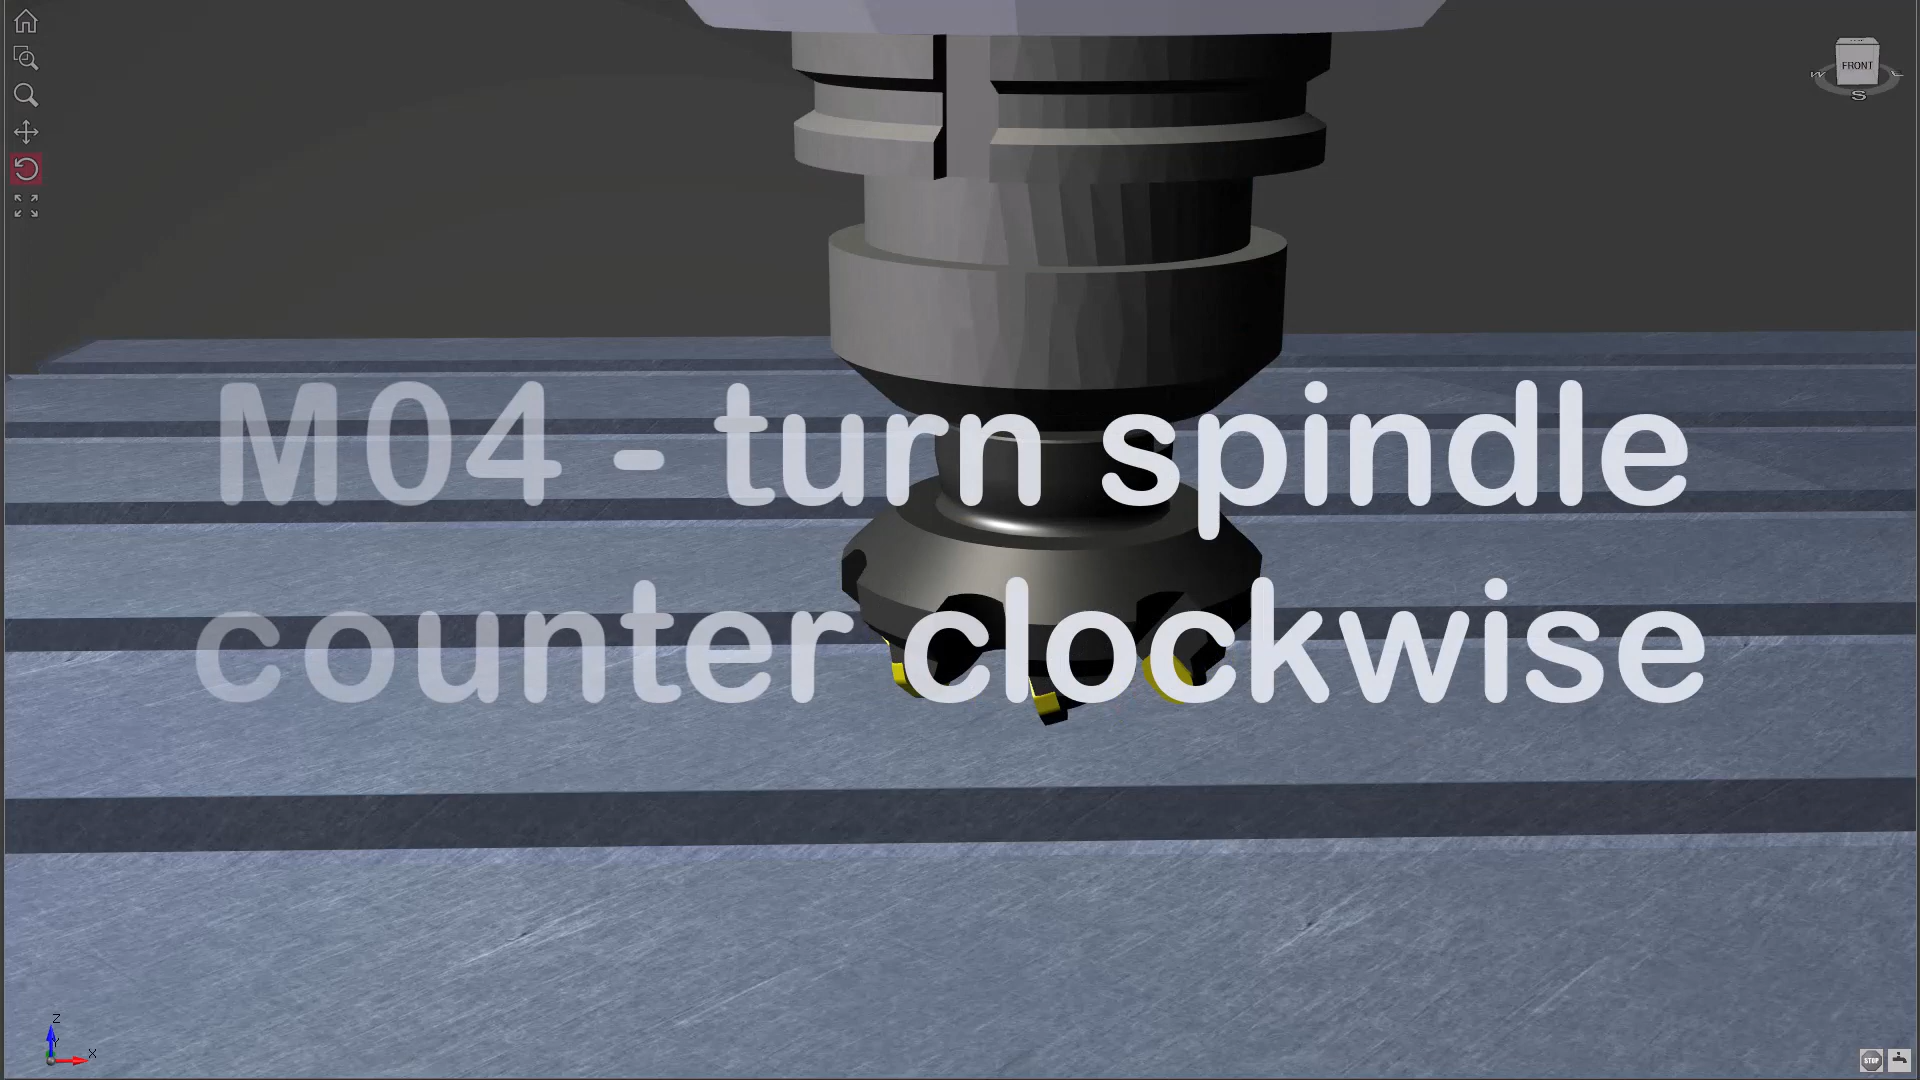 FRONT
W
S
M04 - turn spindle
counter clockwise
Z
Y
X
STOP